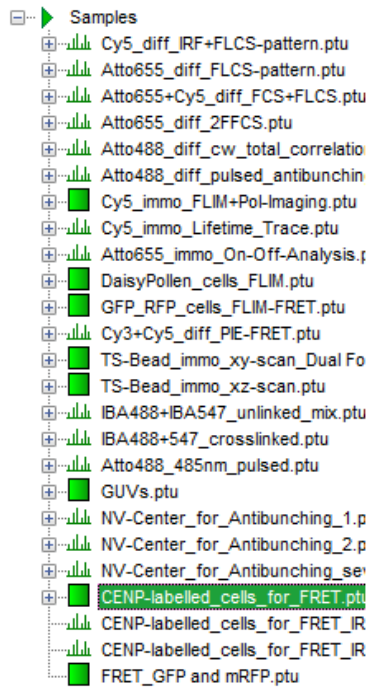 Samples
Cy5_diff_IRF+FLCS-pattern.ptu
Atto655_diff_FLCS-pattern.ptu
Atto655+Cy5_diff_FCS+FLCS.ptu
Atto655_diff_2FFCS.ptu
Atto488_diff_cw_total_correlatio
Atto488_diff_pulsed_antibunchin
Cy5_immo_FLIM+Pol-Imaging.ptu
Cy5_immo_Lifetime_Trace.ptu
Atto655_immo_On-Off-Analysis.p
DaisyPollen_cells_FLIM.ptu
GFP_RFP_cells_FLIM-FRET.ptu
Cy3+Cy5_diff_PIE-FRET.ptu
TS-Bead_immo_xy-scan_Dual Fo
TS-Bead_immo_xz-scan.ptu
IBA488+IBA547_unlinked_mix.ptu
IBA488+547_crosslinked.ptu
Atto488_485nm_pulsed.ptu
GUVs.ptu
NV-Center_for_Antibunching_1.p
NV-Center_for_Antibunching_2.p
NV-Center_for_Antibunching_sev
CENP-labelled_cells_for_FRET.ptu
CENP-labelled_cells_for_FRET_IR
CENP-labelled_cells_for_FRET_IR
FRET_GFP and mRFP.ptu